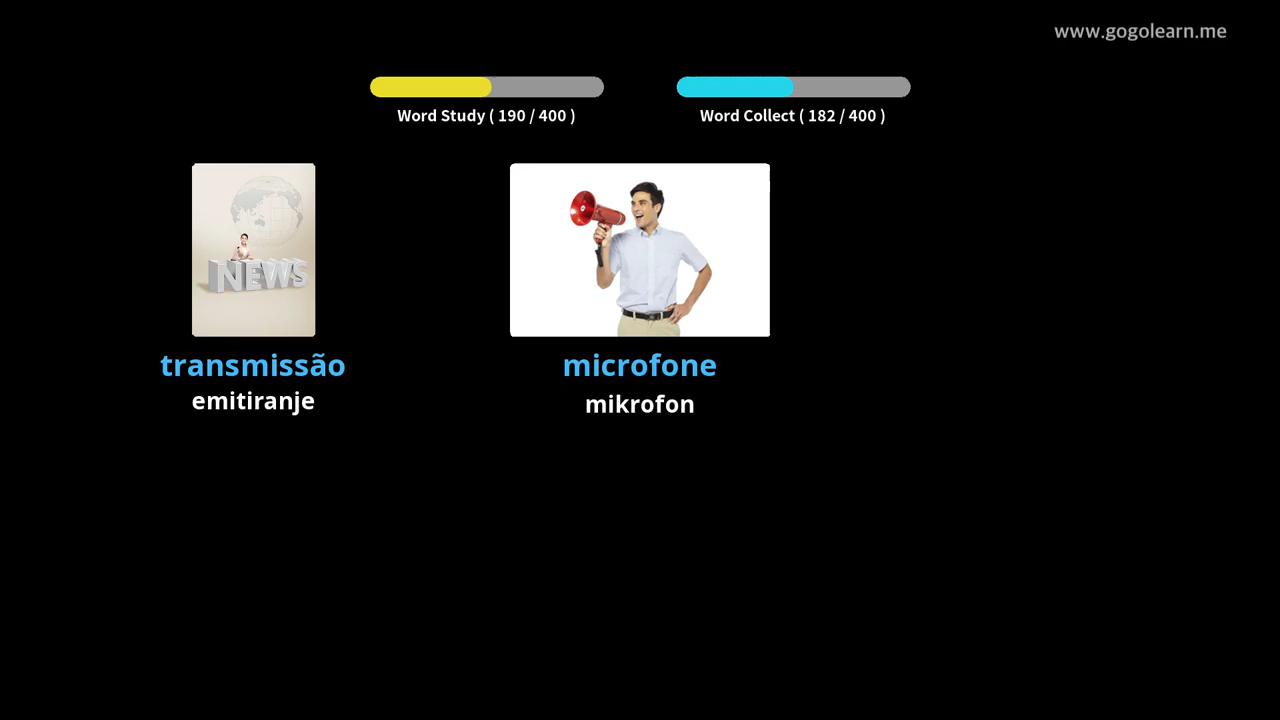 www.gogolearn.me
Word Study ( 190 / 400 )
Word Collect ( 182 / 400 )
NEWS
transmissão
emitiranje
microfone
mikrofon